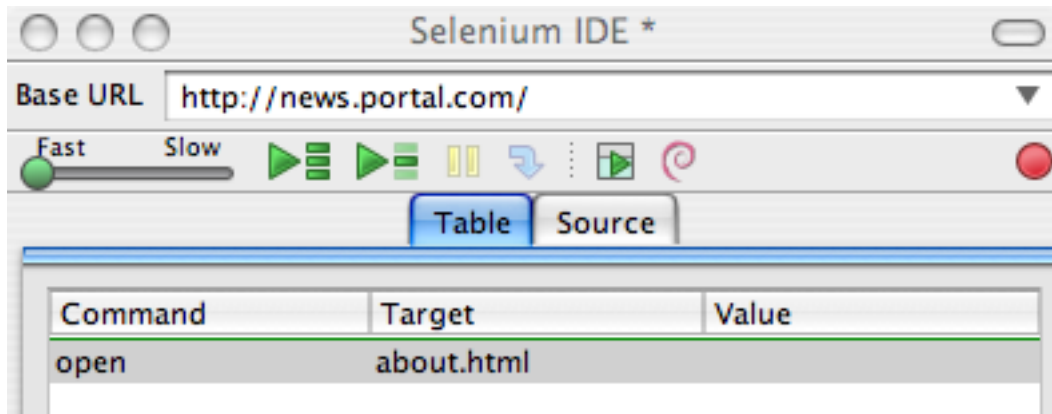 Selenium IDE *
Base URL http://news.portal.com/
Fast Slow
Table Source
Command Target Value
open about.html